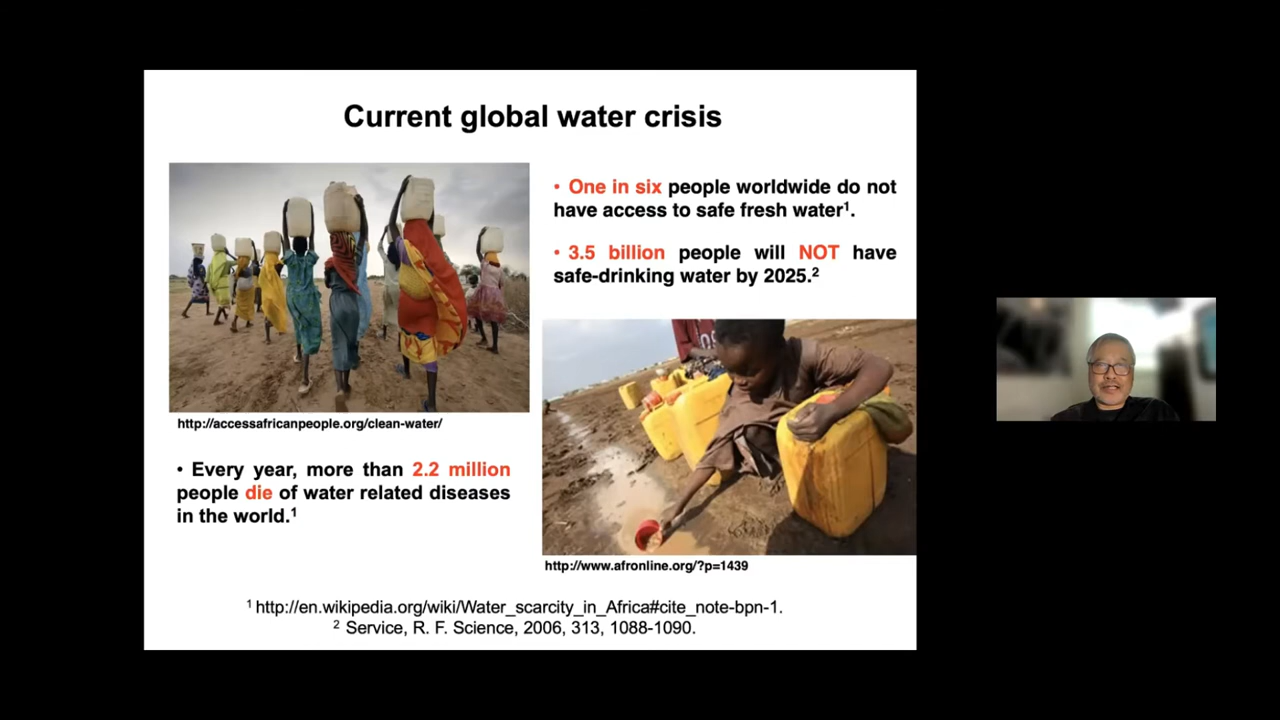 Current global water crisis
• One in six people worldwide do not
have access to safe fresh water¹.
• 3.5 billion people will NOT have
safe-drinking water by 2025.²
http://accessafricanpeople.org/clean-water/
• Every year, more than 2.2 million
people die of water related diseases
in the world.¹
http://www.afronline.org/?p=1439
¹ http://en.wikipedia.org/wiki/Water_scarcity_in_Africa#cite_note-bpn-1.
² Service, R. F. Science, 2006, 313, 1088-1090.